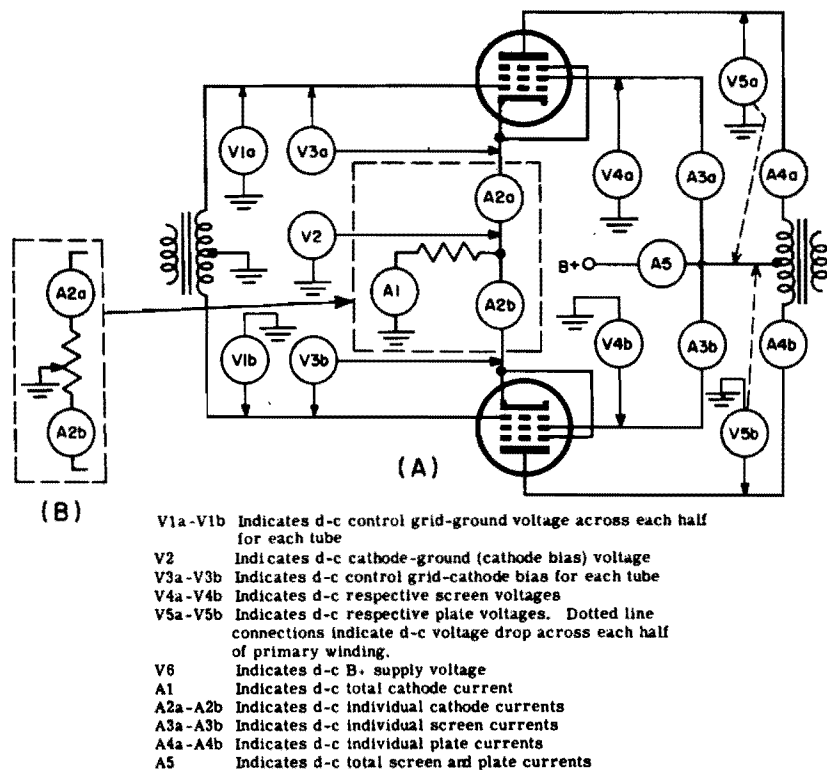 V5a
V1a
V3a
V4a
A3a
A4a
A2a
V2
A2a
B+
A5
A1
A2b
V1b
V3b
V4b
A3b
A4b
A2b
V5b
(A)
(B)
V1a-V1b Indicates d-c control grid-ground voltage across each half
for each tube
V2 Indicates d-c cathode-ground (cathode bias) voltage
V3a-V3b Indicates d-c control grid-cathode bias for each tube
V4a-V4b Indicates d-c respective screen voltages
V5a-V5b Indicates d-c respective plate voltages. Dotted line
connections indicate d-c voltage drop across each half
of primary winding.
V6 Indicates d-c B+ supply voltage
A1 Indicates d-c total cathode current
A2a-A2b Indicates d-c individual cathode currents
A3a-A3b Indicates d-c individual screen currents
A4a-A4b Indicates d-c individual plate currents
A5 Indicates d-c total screen and plate currents